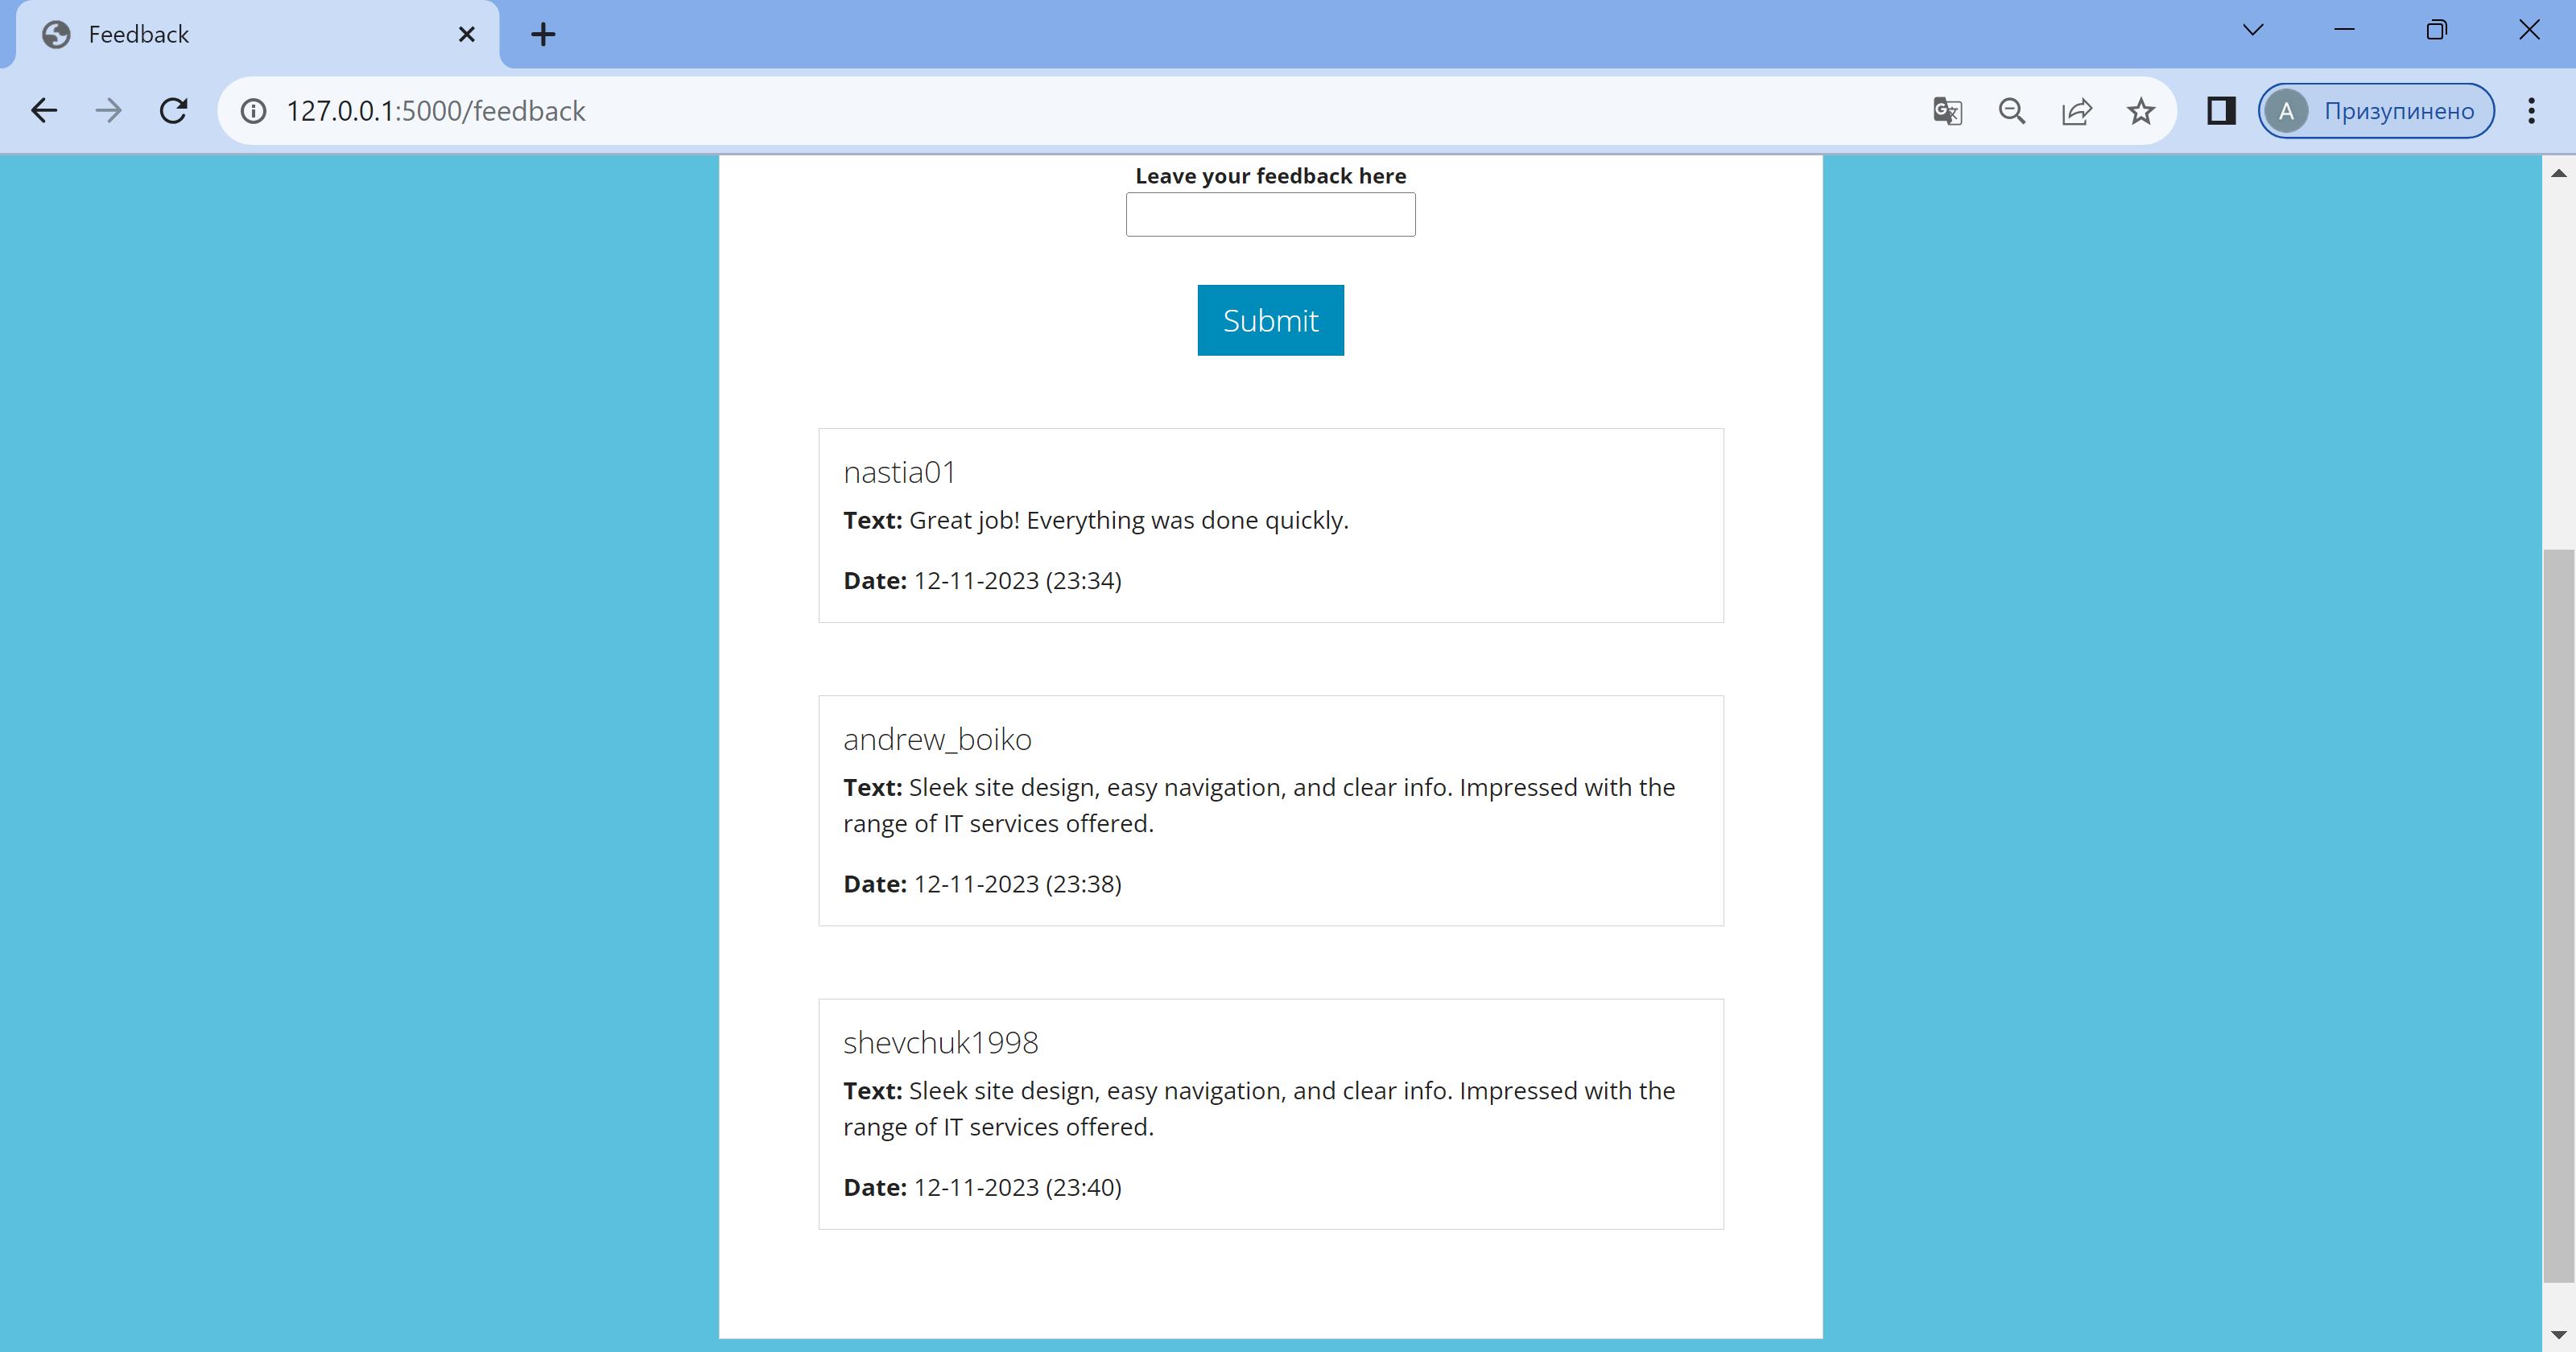 Feedback
127.0.0.1:5000/feedback
A Призупинено
Leave your feedback here
Submit
nastia01
Text: Great job! Everything was done quickly.
Date: 12-11-2023 (23:34)
andrew_boiko
Text: Sleek site design, easy navigation, and clear info. Impressed with the
range of IT services offered.
Date: 12-11-2023 (23:38)
shevchuk1998
Text: Sleek site design, easy navigation, and clear info. Impressed with the
range of IT services offered.
Date: 12-11-2023 (23:40)